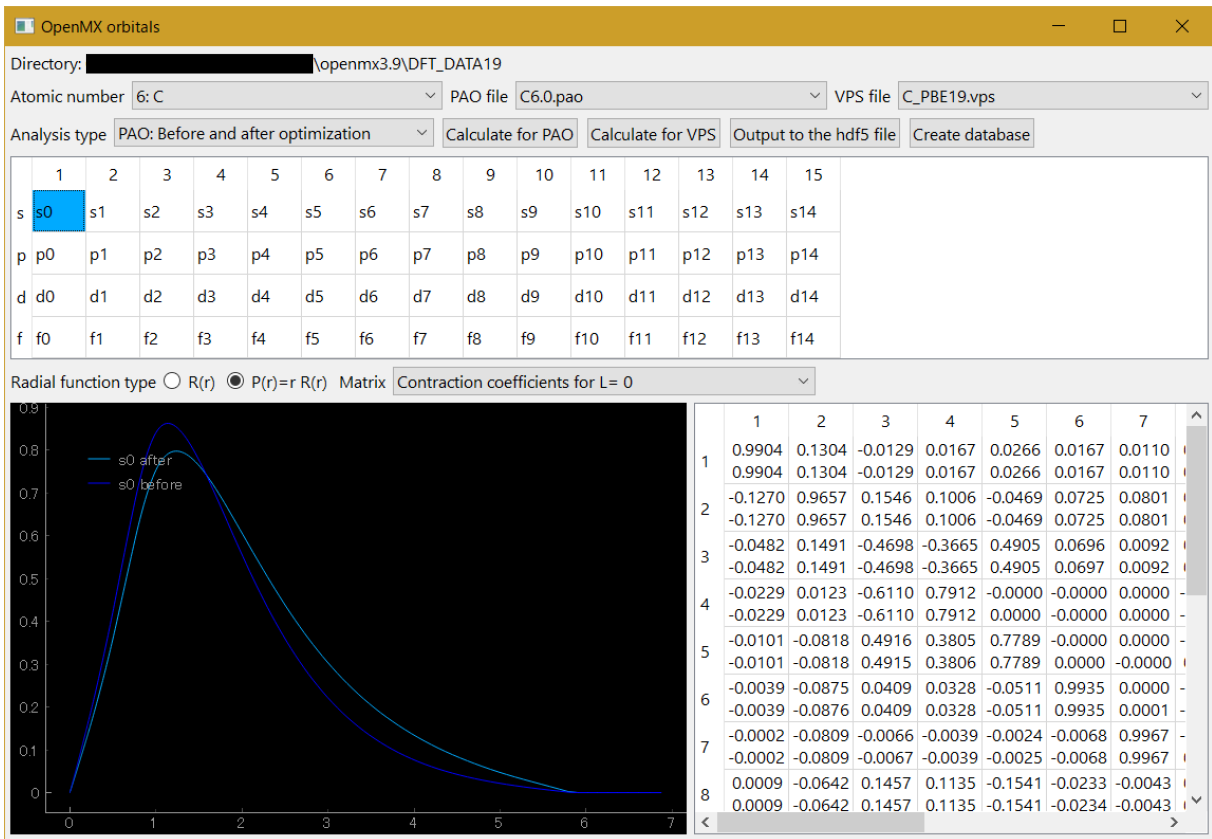 OpenMX orbitals
Directory: \openmx3.9\DFT_DATA19
Atomic number 6: C PAO file C6.0.pao VPS file C_PBE19.vps
Analysis type PAO: Before and after optimization Calculate for PAO Calculate for VPS Output to the hdf5 file Create database
1 2 3 4 5 6 7 8 9 10 11 12 13 14 15
s s0 s1 s2 s3 s4 s5 s6 s7 s8 s9 s10 s11 s12 s13 s14
p p0 p1 p2 p3 p4 p5 p6 p7 p8 p9 p10 p11 p12 p13 p14
d d0 d1 d2 d3 d4 d5 d6 d7 d8 d9 d10 d11 d12 d13 d14
f f0 f1 f2 f3 f4 f5 f6 f7 f8 f9 f10 f11 f12 f13 f14
Radial function type R(r) P(r)=r R(r) Matrix Contraction coefficients for L= 0
0.9
0.8
0.7
0.6
0.5
0.4
0.3
0.2
0.1
0
s0 after
s0 before
0 1 2 3 4 5 6 7
1 2 3 4 5 6 7
1
0.9904 0.1304 -0.0129 0.0167 0.0266 0.0167 0.0110
0.9904 0.1304 -0.0129 0.0167 0.0266 0.0167 0.0110
2
-0.1270 0.9657 0.1546 0.1006 -0.0469 0.0725 0.0801
-0.1270 0.9657 0.1546 0.1006 -0.0469 0.0725 0.0801
3
-0.0482 0.1491 -0.4698 -0.3665 0.4905 0.0696 0.0092
-0.0482 0.1491 -0.4698 -0.3665 0.4905 0.0697 0.0092
4
-0.0229 0.0123 -0.6110 0.7912 -0.0000 -0.0000 0.0000
-0.0229 0.0123 -0.6110 0.7912 0.0000 -0.0000 0.0000
5
-0.0101 -0.0818 0.4916 0.3805 0.7789 -0.0000 0.0000
-0.0101 -0.0818 0.4915 0.3806 0.7789 0.0000 -0.0000
6
-0.0039 -0.0875 0.0409 0.0328 -0.0511 0.9935 0.0000
-0.0039 -0.0876 0.0409 0.0328 -0.0511 0.9935 0.0001
7
-0.0002 -0.0809 -0.0066 -0.0039 -0.0024 -0.0068 0.9967
-0.0002 -0.0809 -0.0067 -0.0039 -0.0025 -0.0068 0.9967
8
0.0009 -0.0642 0.1457 0.1135 -0.1541 -0.0233 -0.0043
0.0009 -0.0642 0.1457 0.1135 -0.1541 -0.0234 -0.0043